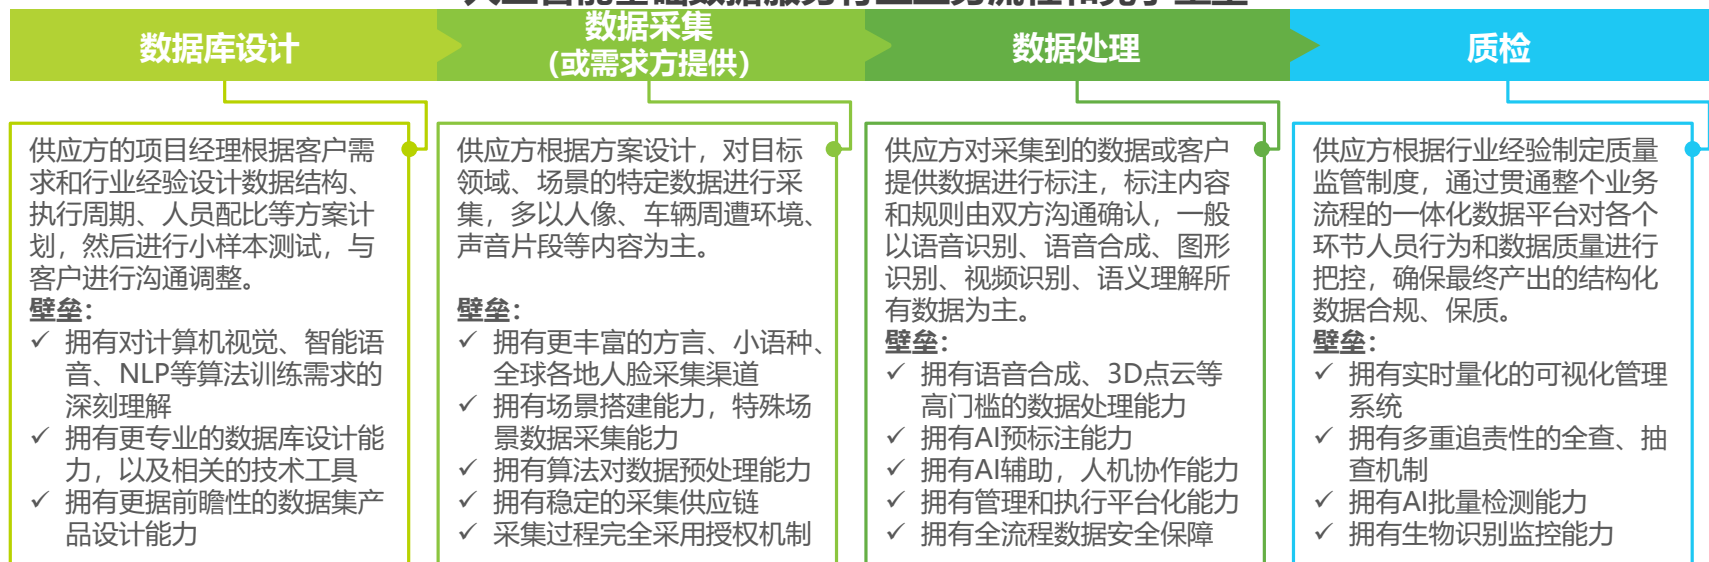 数据库设计
数据采集
(或需求方提供)
数据处理
质检
供应方的项目经理根据客户需
求和行业经验设计数据结构、
执行周期、人员配比等方案计
划，然后进行小样本测试，与
客户进行沟通调整。
壁垒：
✓ 拥有对计算机视觉、智能语
音、NLP等算法训练需求的
深刻理解
✓ 拥有更专业的数据库设计能
力，以及相关的技术工具
✓ 拥有更据前瞻性的数据集产
品设计能力
供应方根据方案设计，对目标
领域、场景的特定数据进行采
集，多以人像、车辆周遭环境、
声音片段等内容为主。
壁垒：
✓ 拥有更丰富的方言、小语种、
全球各地人脸采集渠道
✓ 拥有场景搭建能力，特殊场
景数据采集能力
✓ 拥有算法对数据预处理能力
✓ 拥有稳定的采集供应链
✓ 采集过程完全采用授权机制
供应方对采集到的数据或客户
提供数据进行标注，标注内容
和规则由双方沟通确认，一般
以语音识别、语音合成、图形
识别、视频识别、语义理解所
有数据为主。
壁垒：
✓ 拥有语音合成、3D点云等
高门槛的数据处理能力
✓ 拥有AI预标注能力
✓ 拥有AI辅助，人机协作能力
✓ 拥有管理和执行平台化能力
✓ 拥有全流程数据安全保障
供应方根据行业经验制定质量
监管制度，通过贯通整个业务
流程的一体化数据平台对各个
环节人员行为和数据质量进行
把控，确保最终产出的结构化
数据合规、保质。
壁垒：
✓ 拥有实时量化的可视化管理
系统
✓ 拥有多重追责性的全查、抽
查机制
✓ 拥有AI批量检测能力
✓ 拥有生物识别监控能力